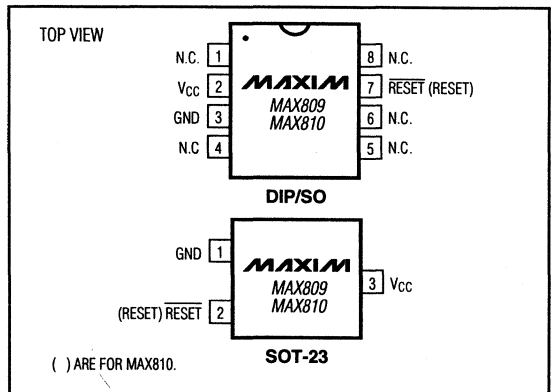 TOP VIEW
N.C. 1
8 N.C.
VCC 2
MAXIM
7 RESET (RESET)
MAX809
GND 3
6 N.C.
MAX810
N.C 4
5 N.C.
DIP/SO
GND 1
MAXIM
3 VCC
MAX809
MAX810
(RESET) RESET 2
SOT-23
( ) ARE FOR MAX810.